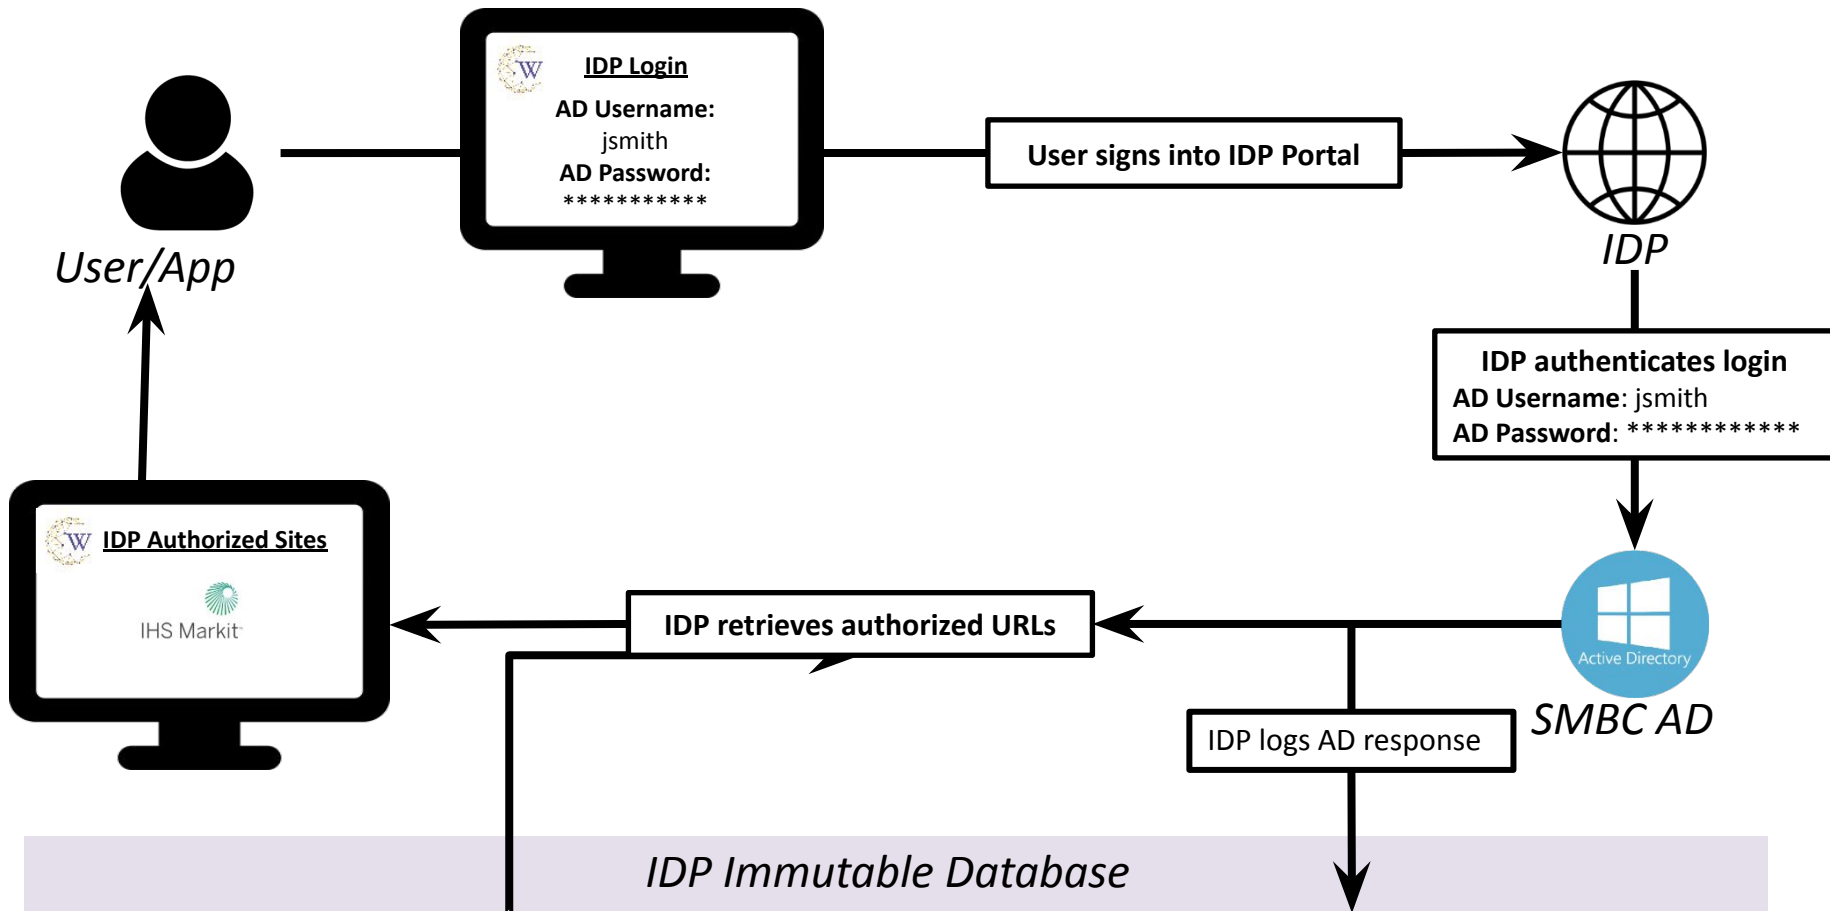 W
IDP Login
AD Username:
jsmith
AD Password:
***********
User signs into IDP Portal
User/App
IDP
IDP authenticates login
AD Username: jsmith
AD Password: ************
W
IDP Authorized Sites
IHS Markit™
IDP retrieves authorized URLs
Active Directory
SMBC AD
IDP logs AD response
IDP Immutable Database